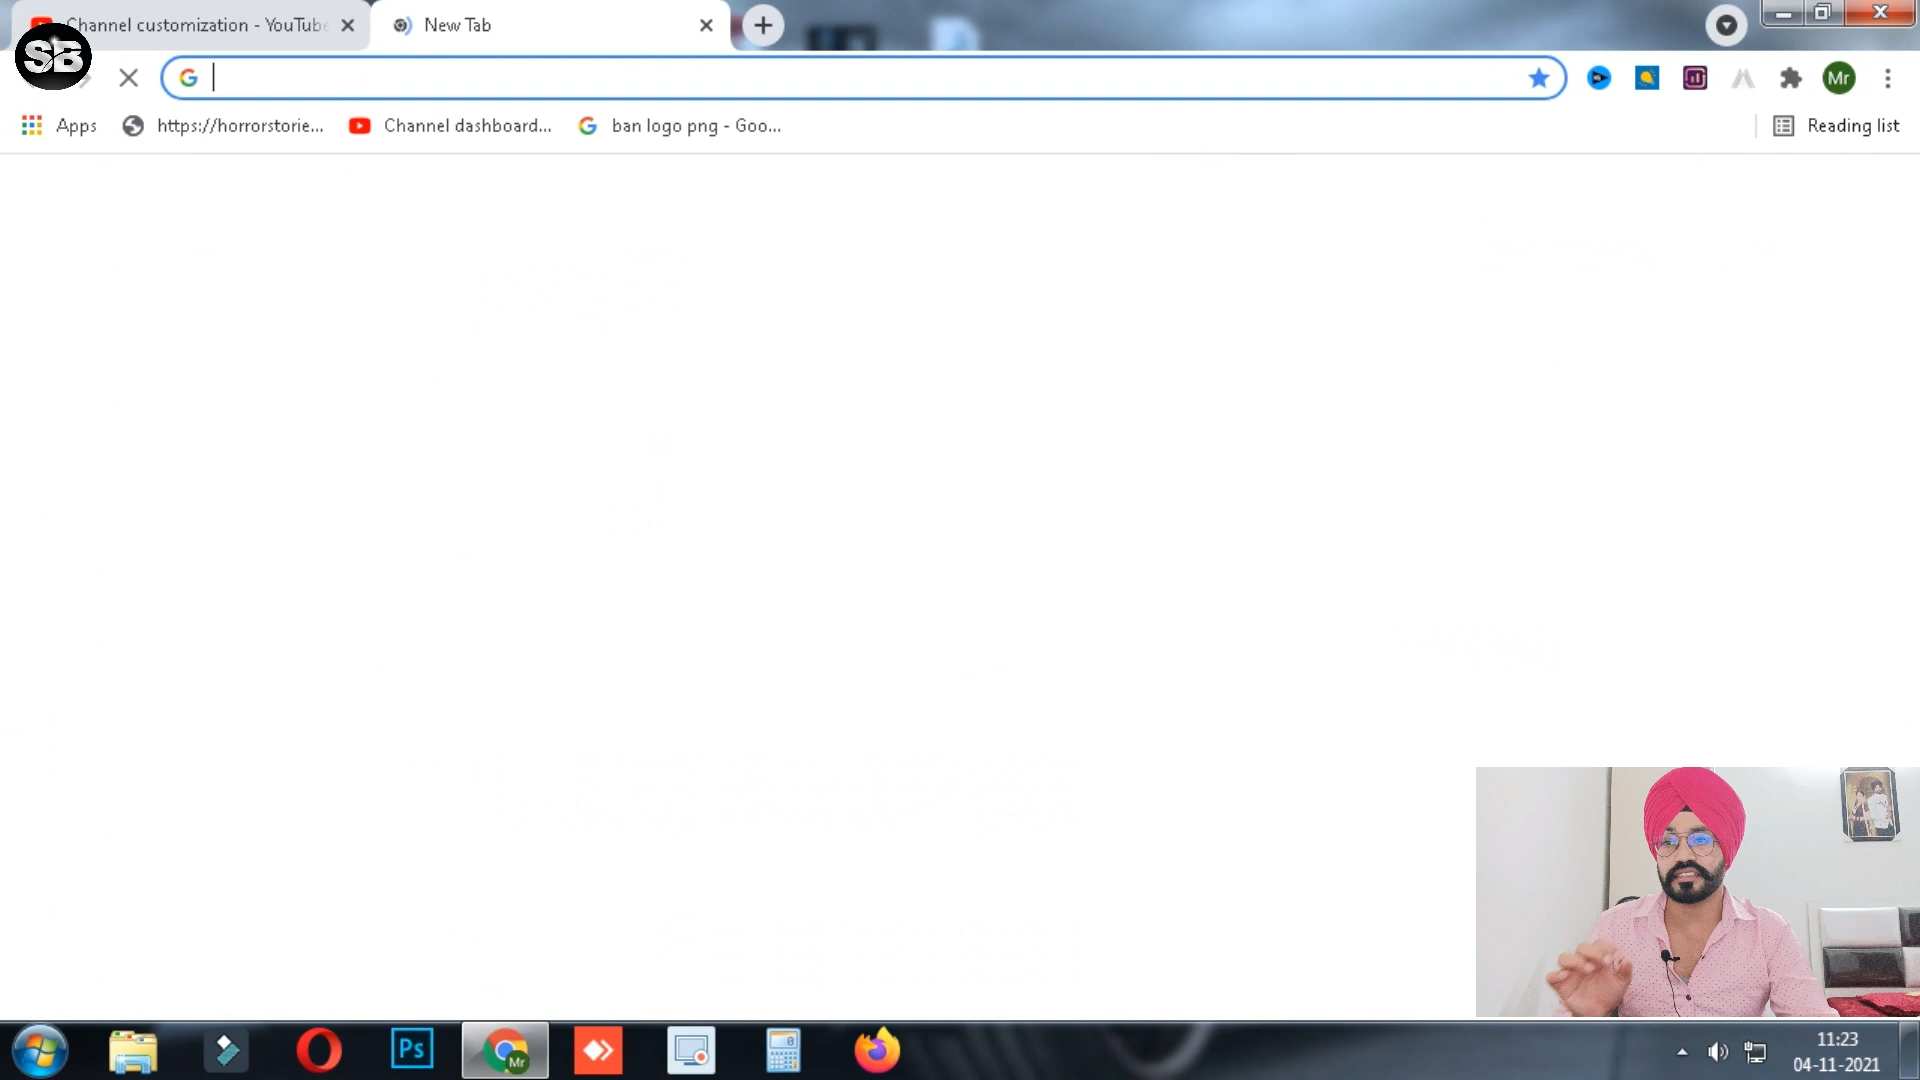 Channel customization - YouTube
New Tab
SB
Apps
https://horrorstorie...
Channel dashboard...
ban logo png - Goo...
Reading list
Mr
Ps
Mr
11:23
04-11-2021